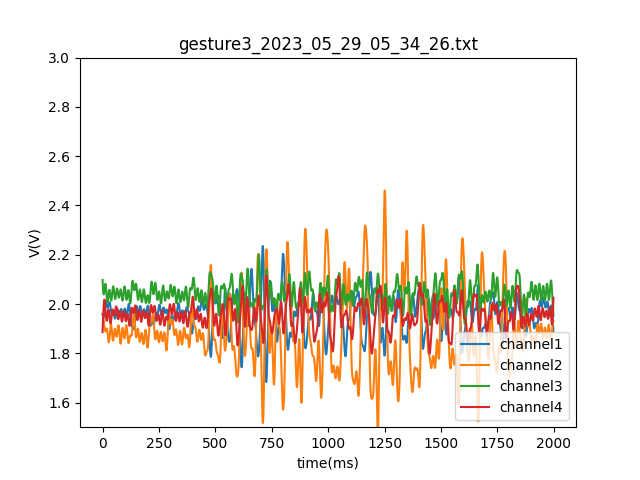 gesture3_2023_05_29_05_34_26.txt
3.0
2.8
2.6
2.4
2.2
2.0
1.8
1.6
V(V)
channel1
channel2
channel3
channel4
0 250 500 750 1000 1250 1500 1750 2000
time(ms)